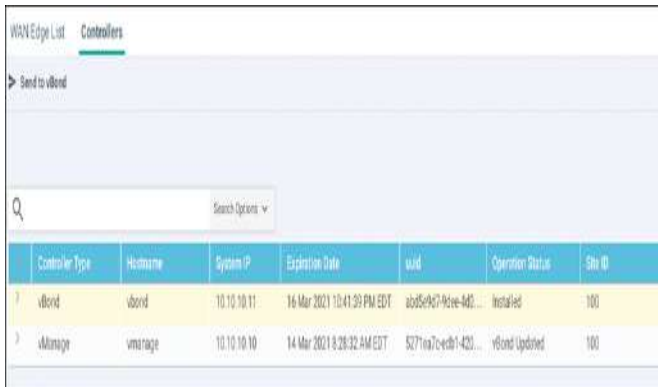 WAN Edge List Controllers
Send to vBond
Search Options
Controller Type Hostname System IP Expiration Date uuid Operation Status Site ID
vBond vbond 10.10.10.11 16 Mar 2021 10:41:39 PM EDT Installed 100
vManage vmanage 10.10.10.10 14 Mar 2021 8:28:32 AM EDT vBond Updated 100